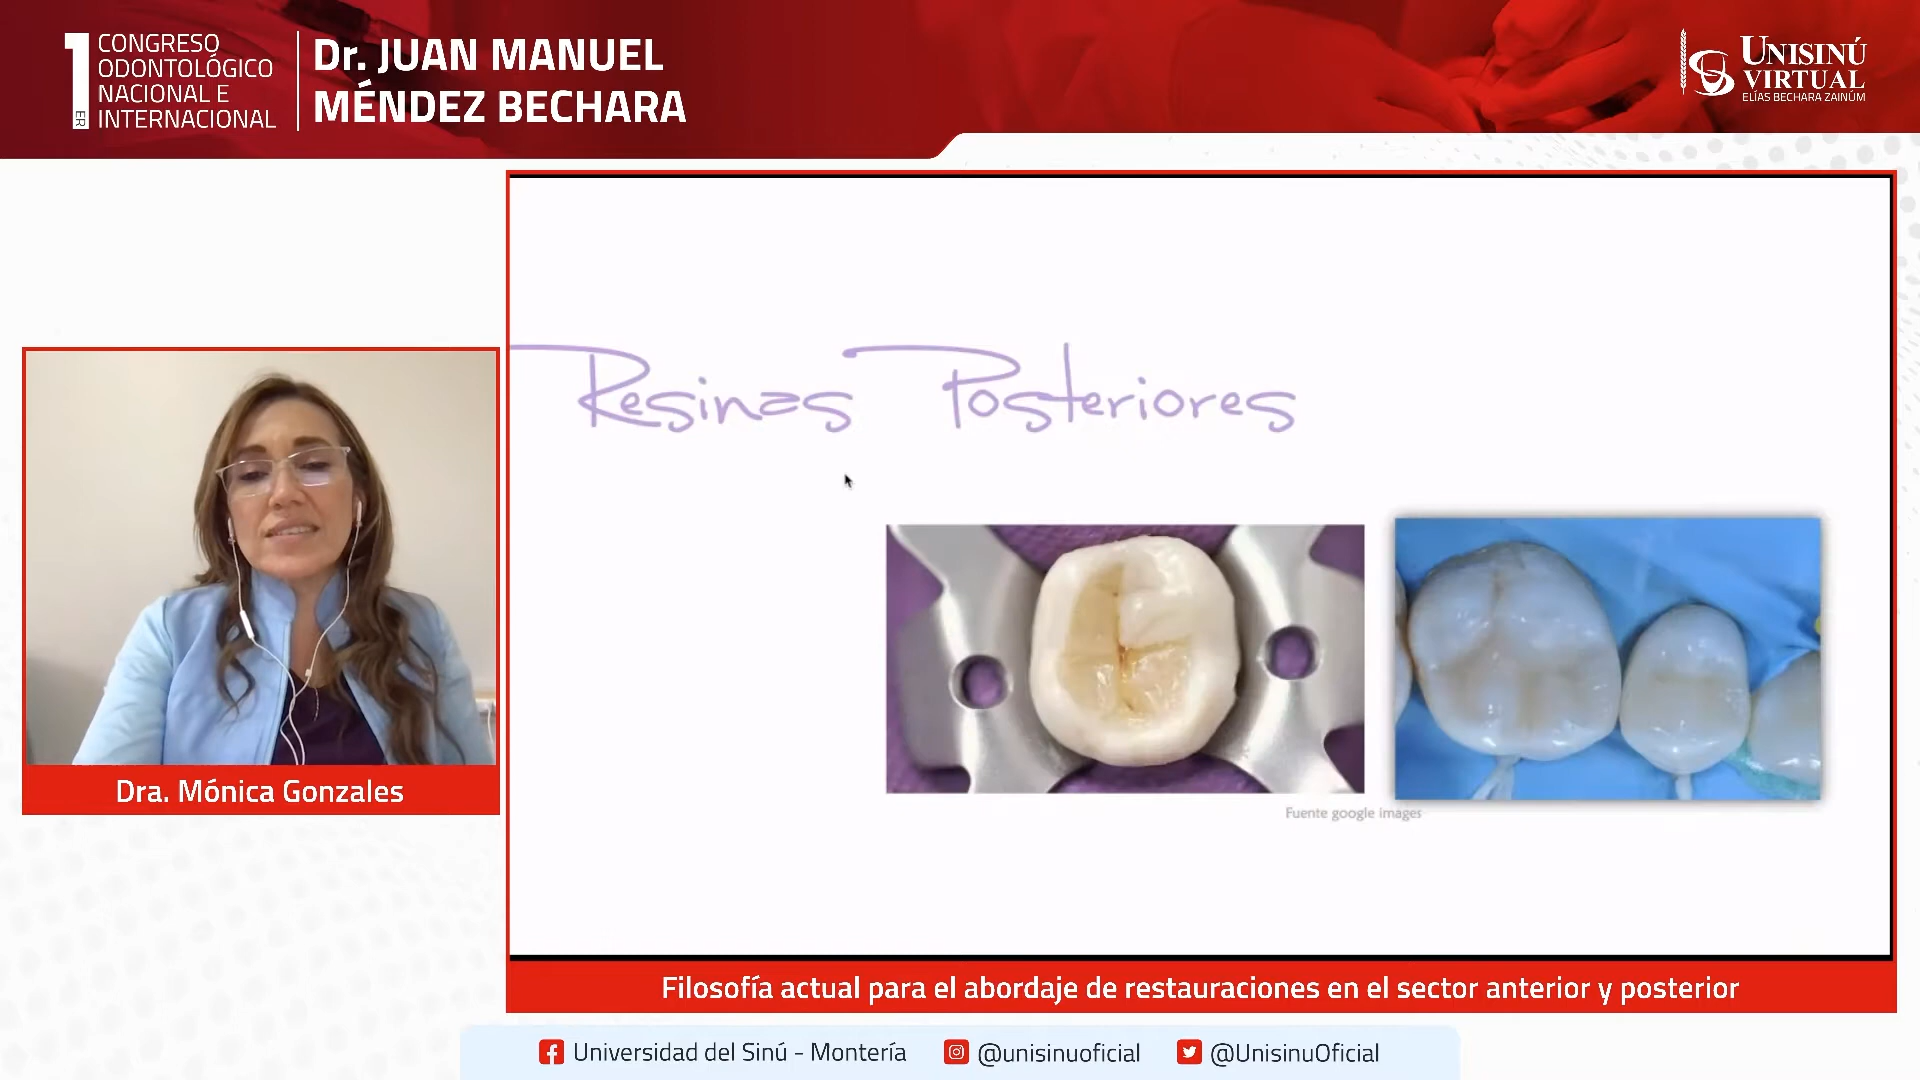 1ER
CONGRESO
ODONTOLÓGICO
NACIONAL E
INTERNACIONAL
Dr. JUAN MANUEL
MÉNDEZ BECHARA
UNISINÚ
VIRTUAL
ELÍAS BECHARA ZAINÚM
Resinas Posteriores
Fuente google images
Dra. Mónica Gonzales
Filosofía actual para el abordaje de restauraciones en el sector anterior y posterior
Universidad del Sinú - Montería
@unisinuoficial
@UnisinuOficial